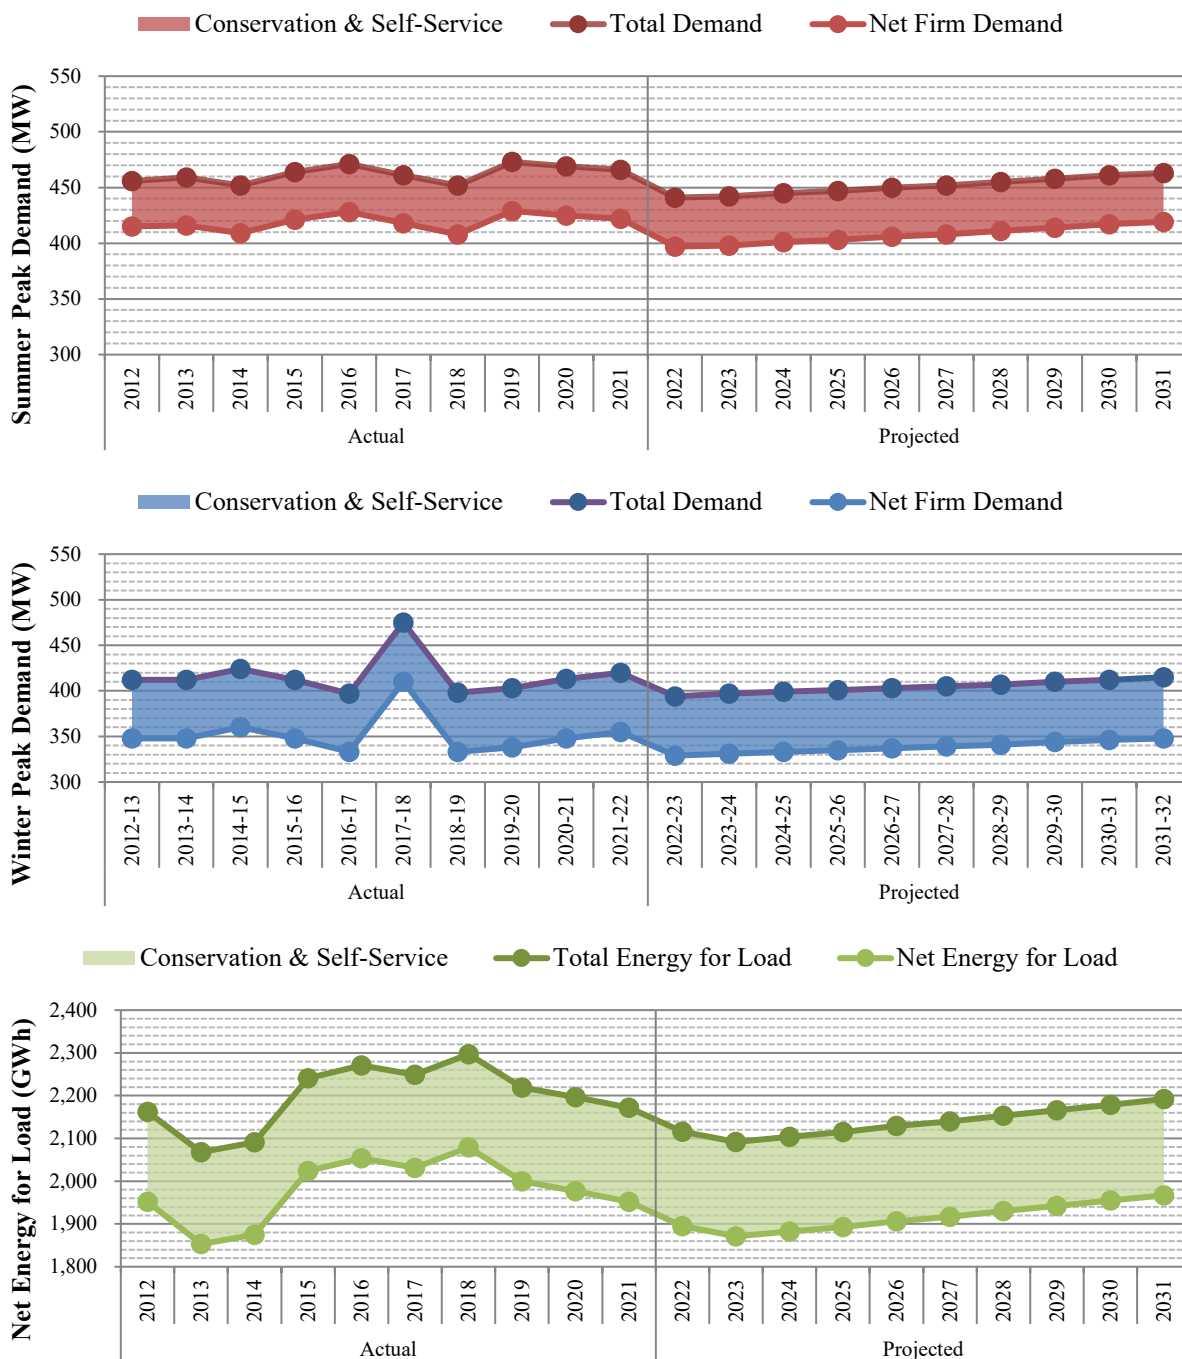 Conservation & Self-Service Total Demand Net Firm Demand
Summer Peak Demand (MW)
550
500
450
400
350
300
2012 2013 2014 2015 2016 2017 2018 2019 2020 2021 2022 2023 2024 2025 2026 2027 2028 2029 2030 2031
Actual Projected
Conservation & Self-Service Total Demand Net Firm Demand
Winter Peak Demand (MW)
550
500
450
400
350
300
2012-13 2013-14 2014-15 2015-16 2016-17 2017-18 2018-19 2019-20 2020-21 2021-22 2022-23 2023-24 2024-25 2025-26 2026-27 2027-28 2028-29 2029-30 2030-31 2031-32
Actual Projected
Conservation & Self-Service Total Energy for Load Net Energy for Load
Net Energy for Load (GWh)
2,400
2,300
2,200
2,100
2,000
1,900
1,800
2012 2013 2014 2015 2016 2017 2018 2019 2020 2021 2022 2023 2024 2025 2026 2027 2028 2029 2030 2031
Actual Projected